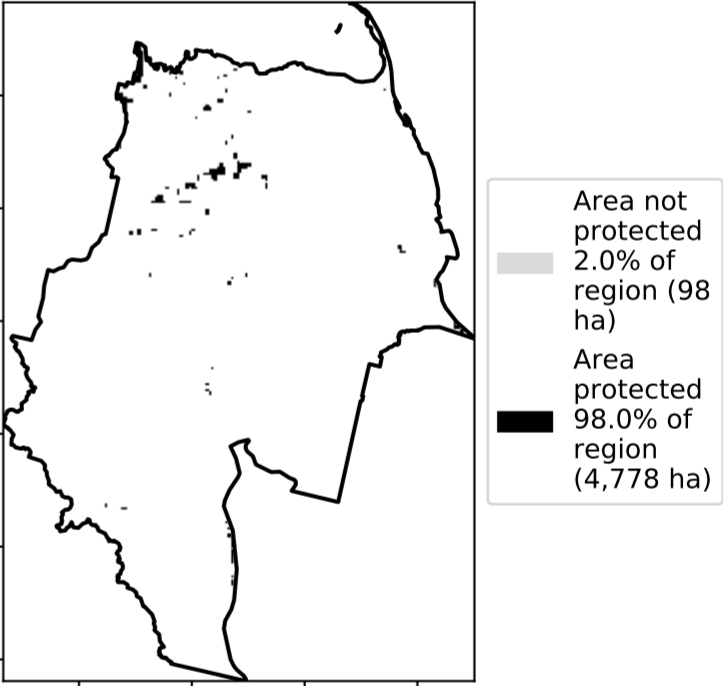 Area not
protected
2.0% of
region (98
ha)
Area
protected
98.0% of
region
(4,778 ha)